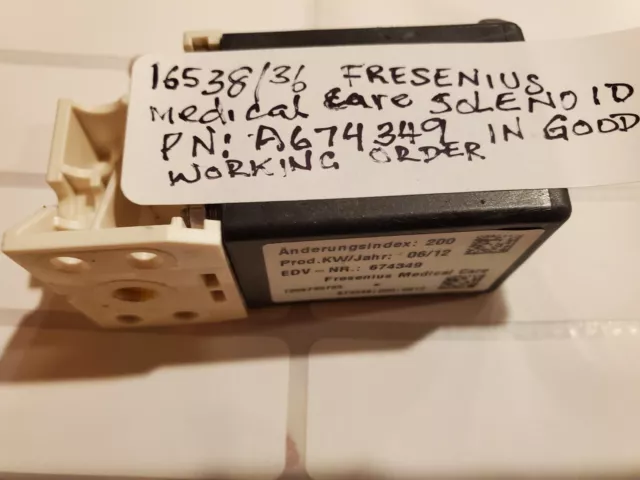 16538/36 FRESENIUS
Medical care SOLENOID
PN: A674349 IN GOOD
WORKING ORDER
Änderungsindex: 200
Prod.KW/Jahr: 06/12
EDV-NR.: 674349
Fresenius Medical Care